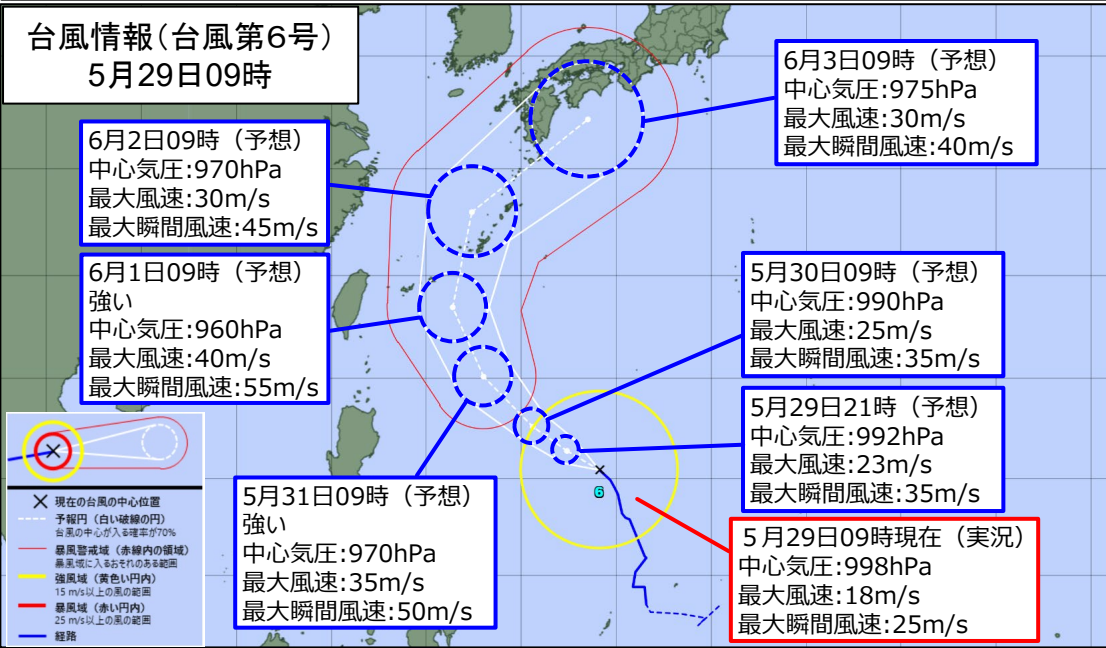 台風情報(台風第6号)
5月29日09時
6月3日09時（予想）
中心気圧:975hPa
最大風速:30m/s
最大瞬間風速:40m/s
6月2日09時（予想）
中心気圧:970hPa
最大風速:30m/s
最大瞬間風速:45m/s
6月1日09時（予想）
強い
中心気圧:960hPa
最大風速:40m/s
最大瞬間風速:55m/s
5月30日09時（予想）
中心気圧:990hPa
最大風速:25m/s
最大瞬間風速:35m/s
5月29日21時（予想）
中心気圧:992hPa
最大風速:23m/s
最大瞬間風速:35m/s
5月31日09時（予想）
強い
中心気圧:970hPa
最大風速:35m/s
最大瞬間風速:50m/s
５月29日09時現在（実況）
中心気圧:998hPa
最大風速:18m/s
最大瞬間風速:25m/s
6
現在の台風の中心位置
予報円（白い破線の円）
台風の中心が入る確率が70%
暴風警戒域（赤線内の領域）
暴風域に入るおそれのある範囲
強風域（黄色い円内）
15 m/s以上の風の範囲
暴風域（赤い円内）
25 m/s以上の風の範囲
経路